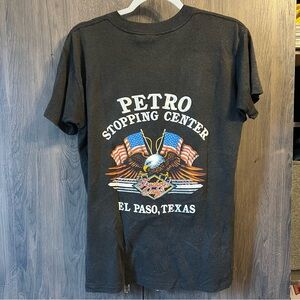 PETRO
STOPPING CENTER
EL PASO, TEXAS